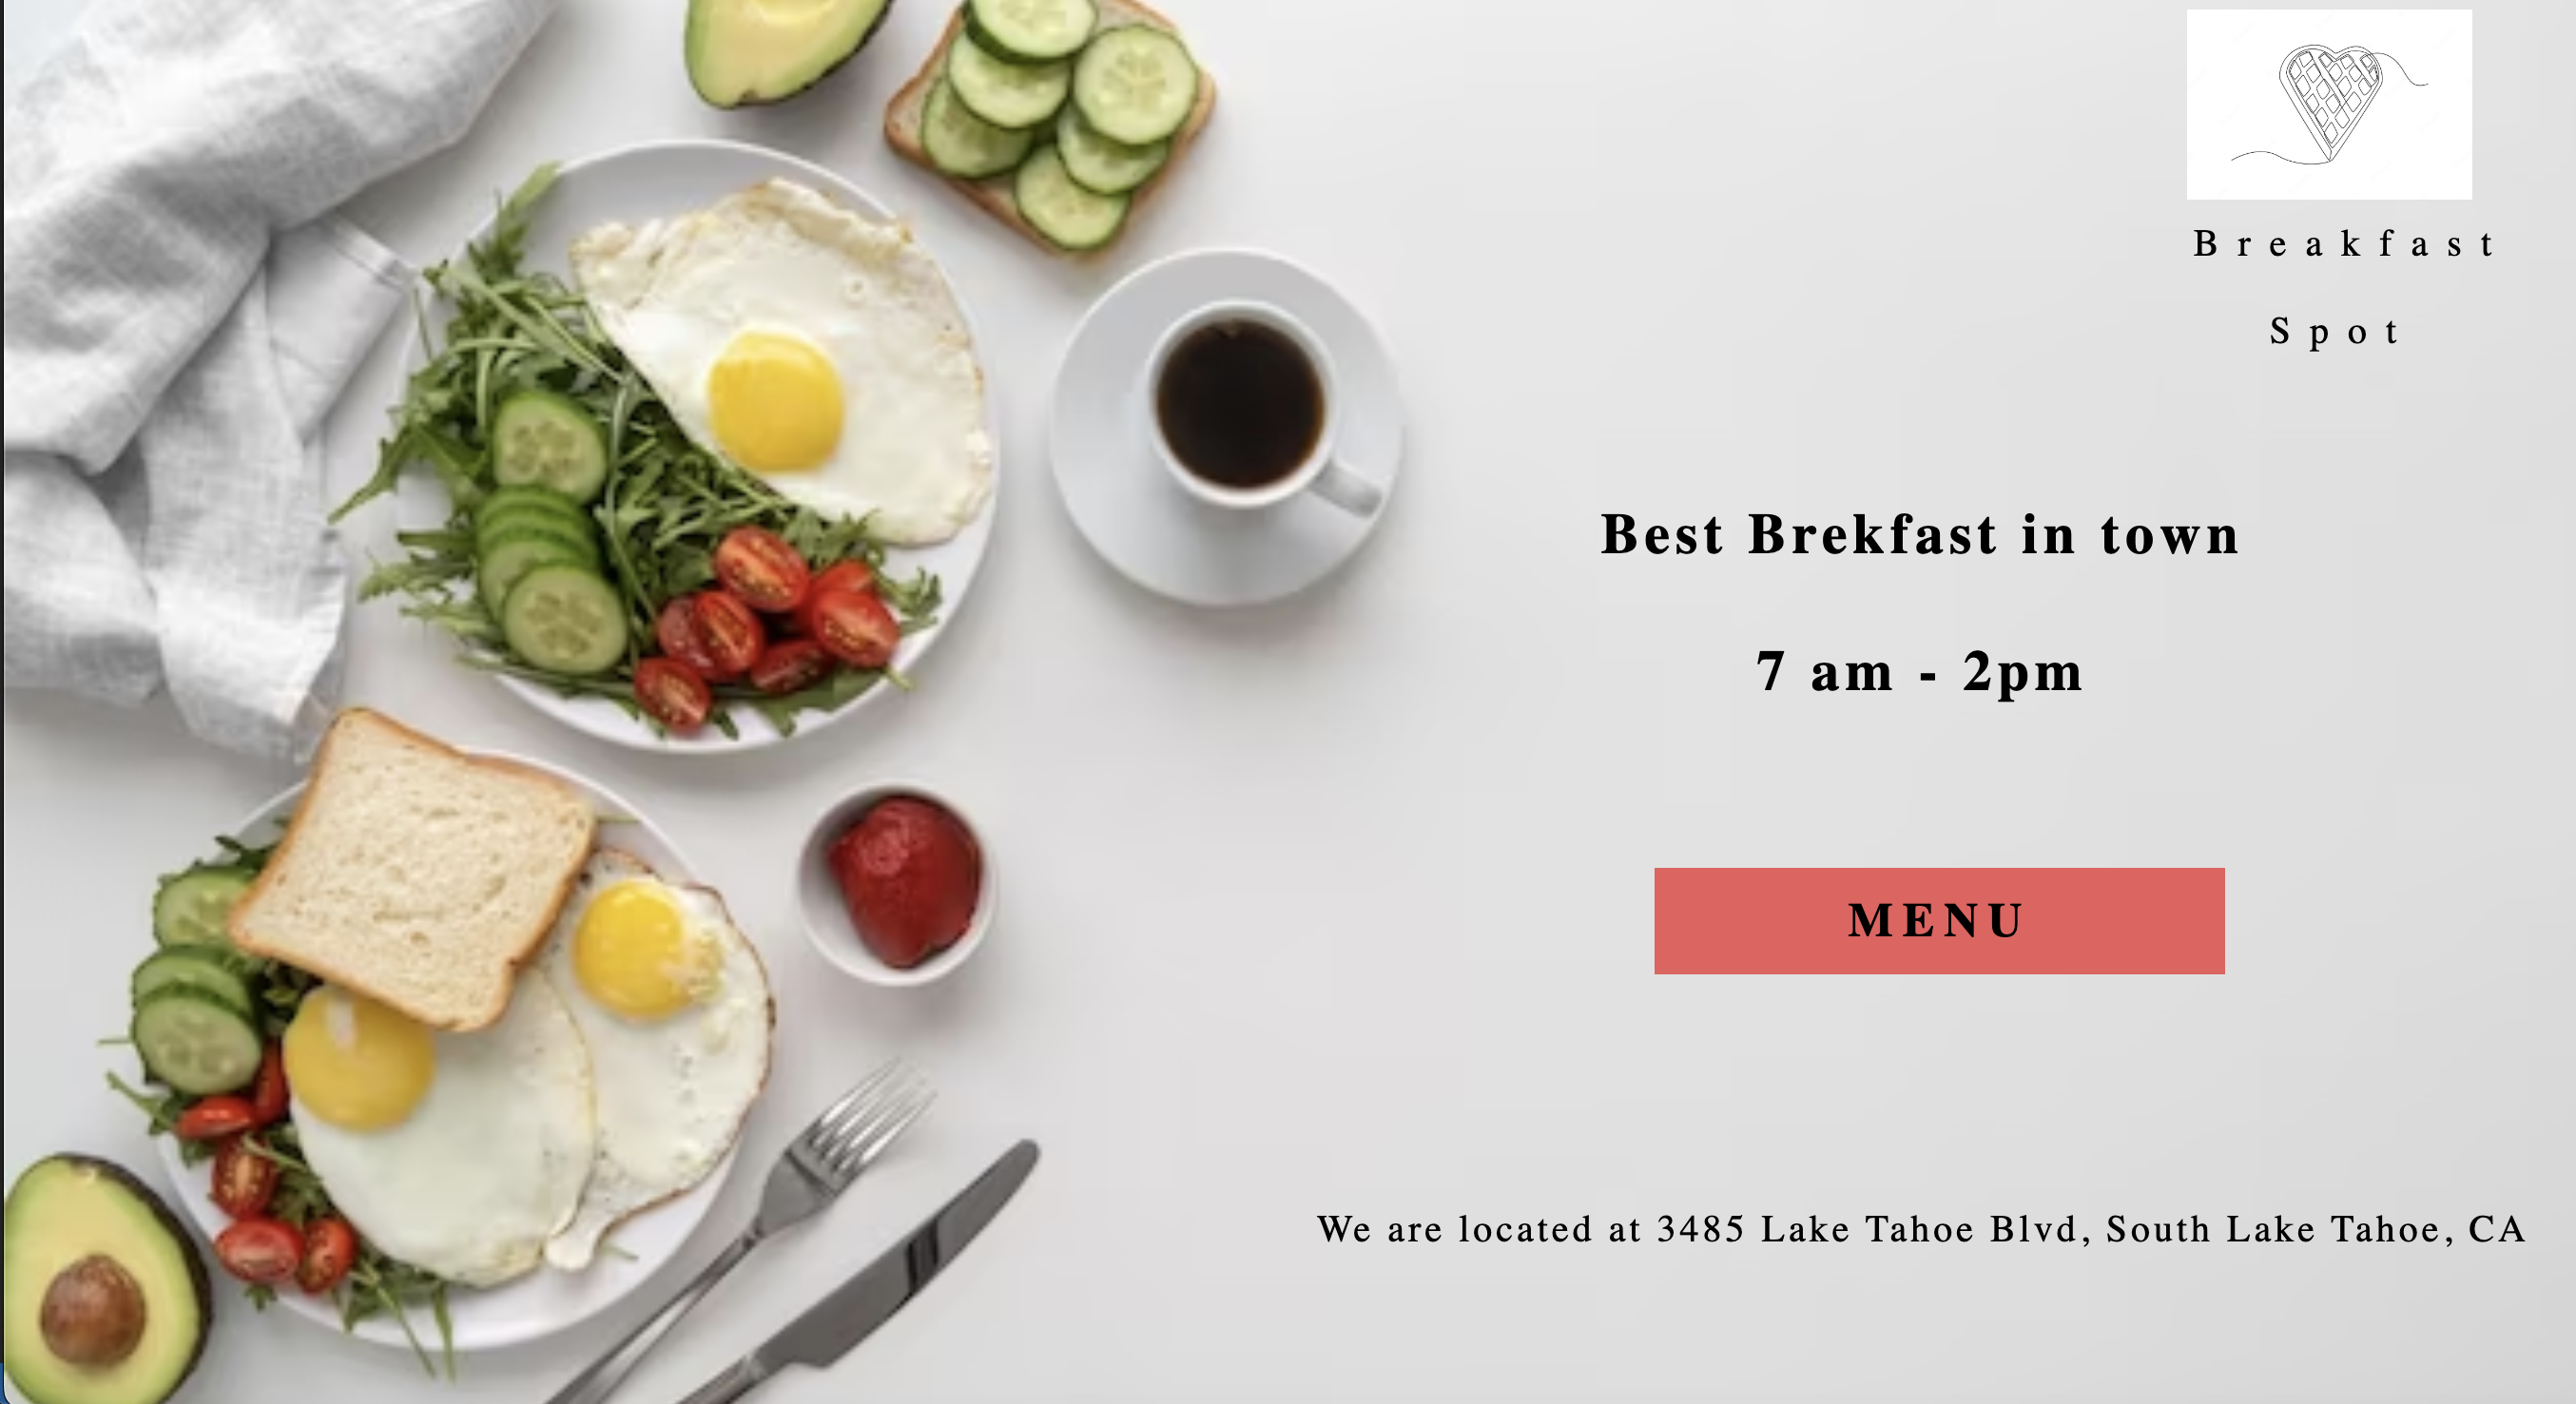 Breakfast
Spot
Best Brekfast in town
7 am - 2pm
MENU
We are located at 3485 Lake Tahoe Blvd, South Lake Tahoe, CA